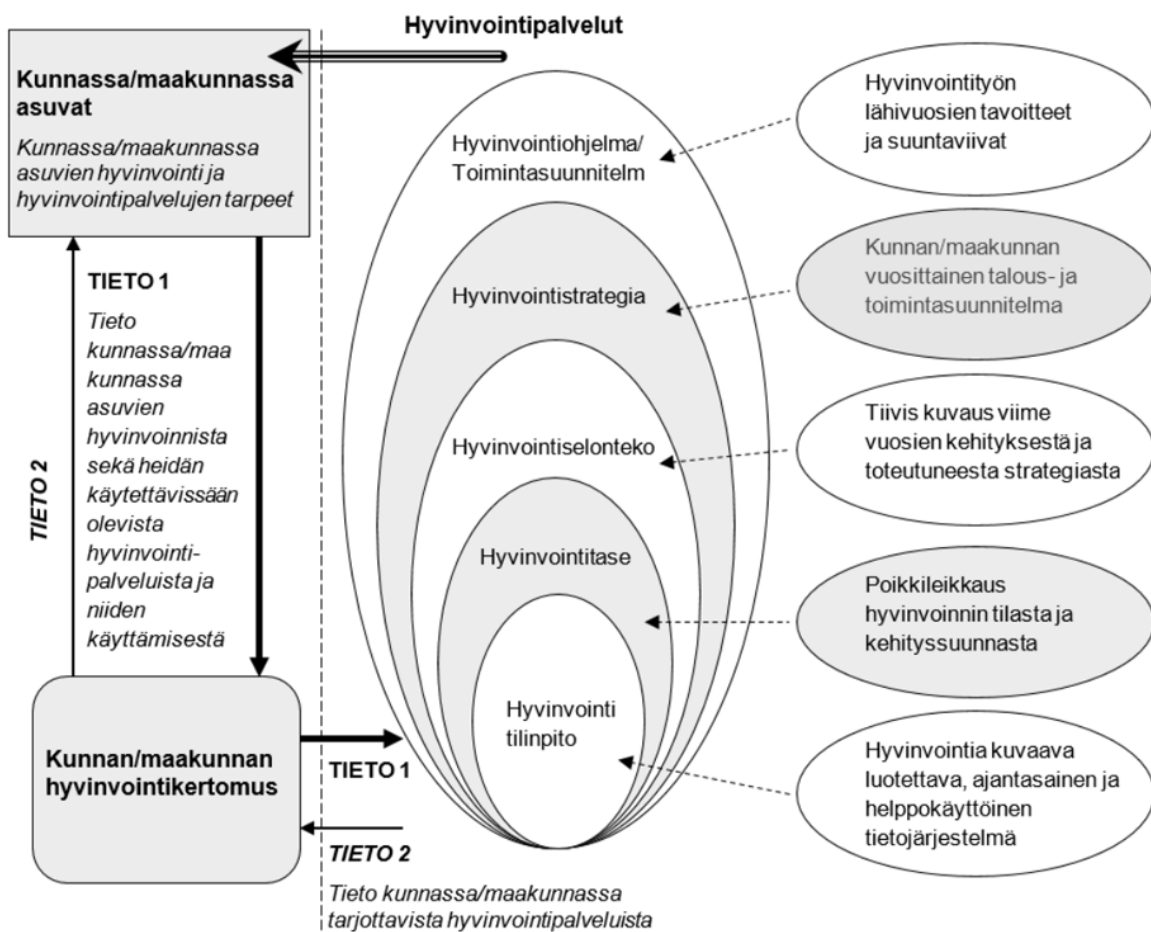 Hyvinvointipalvelut
Kunnassa/maakunnassa
asuvat
Kunnassa/maakunnassa
asuvien hyvinvointi ja
hyvinvointipalvelujen tarpeet
TIETO 1
Tieto
kunnassa/maa
kunnassa
asuvien
hyvinvoinnista
sekä heidän
käytettävissään
olevista
hyvinvointi-
palveluista ja
niiden
käyttämisestä
TIETO 2
Kunnan/maakunnan
hyvinvointikertomus
TIETO 1
TIETO 2
Tieto kunnassa/maakunnassa
tarjottavista hyvinvointipalveluista
Hyvinvointiohjelma/
Toimintasuunnitelm
Hyvinvointistrategia
Hyvinvointiselonteko
Hyvinvointitase
Hyvinvointi
tilinpito
Hyvinvointityön
lähivuosien tavoitteet
ja suuntaviivat
Kunnan/maakunnan
vuosittainen talous- ja
toimintasuunnitelma
Tiivis kuvaus viime
vuosien kehityksestä ja
toteutuneesta strategiasta
Poikkileikkaus
hyvinvoinnin tilasta ja
kehityssuunnasta
Hyvinvointia kuvaava
luotettava, ajantasainen ja
helppokäyttöinen
tietojärjestelmä